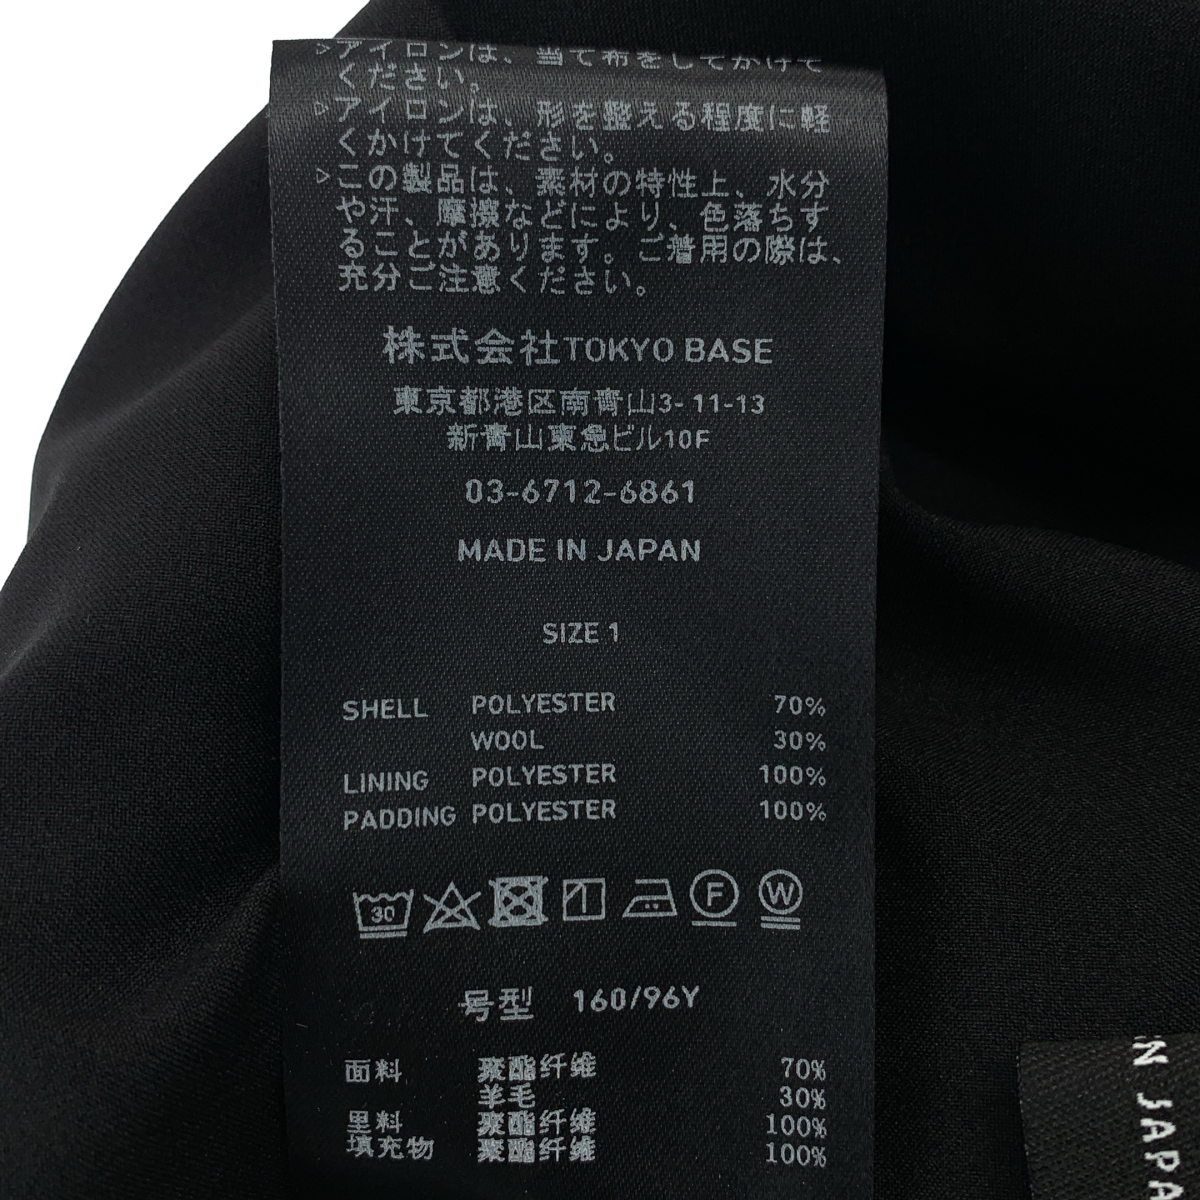 ▷アイロンは、当て布をしてかけて
ください。
▷アイロンは、形を整える程度に軽
くかけてください。
▷この製品は、素材の特性上、水分
や汗、摩擦などにより、色落ちす
ることがあります。ご着用の際は、
充分ご注意ください。
株式会社TOKYO BASE
東京都港区南青山3-11-13
新青山東急ビル10F
03-6712-6861
MADE IN JAPAN
SIZE 1
SHELL POLYESTER 70%
WOOL 30%
LINING POLYESTER 100%
PADDING POLYESTER 100%
30 F W
号型 160/96Y
面料 聚酯纤维 70%
羊毛 30%
里料 聚酯纤维 100%
填充物 聚酯纤维 100%
N JAPA